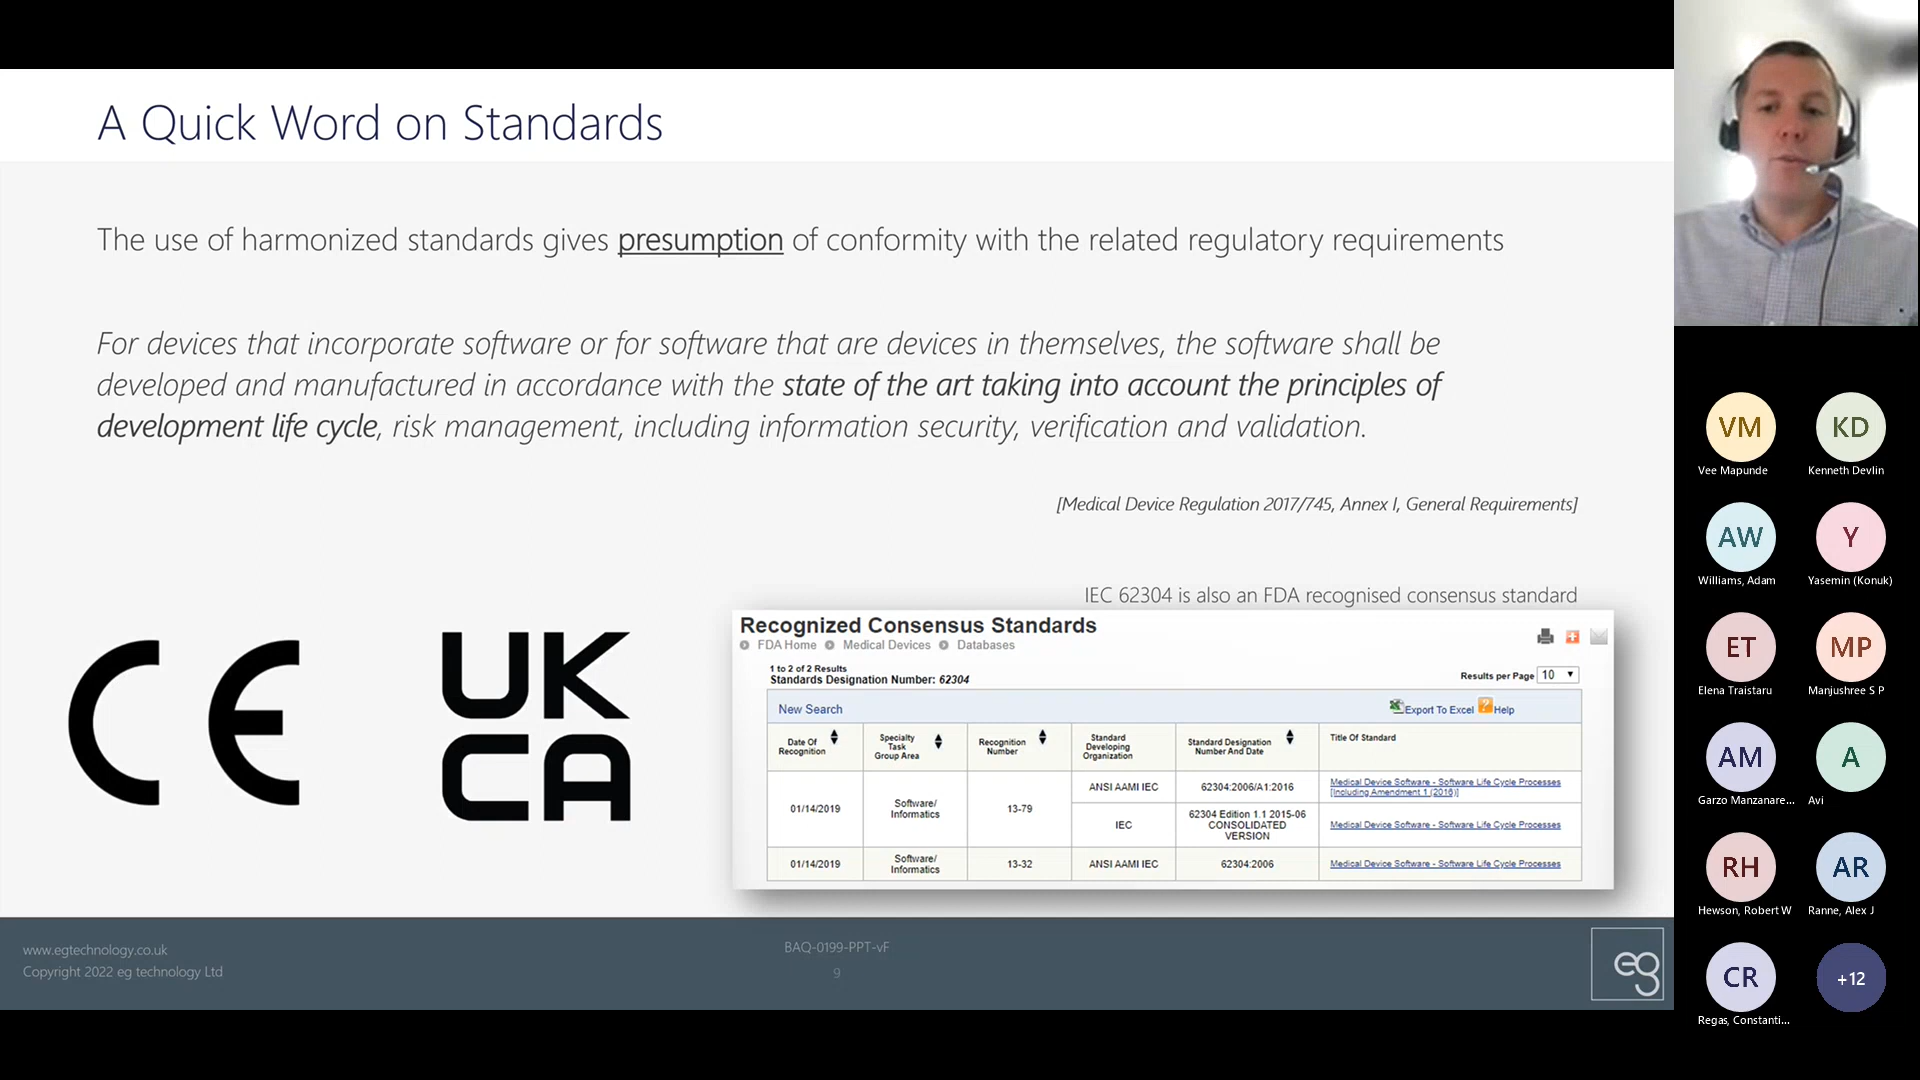 A Quick Word on Standards
The use of harmonized standards gives presumption of conformity with the related regulatory requirements
For devices that incorporate software or for software that are devices in themselves, the software shall be
developed and manufactured in accordance with the state of the art taking into account the principles of
development life cycle, risk management, including information security, verification and validation.
[Medical Device Regulation 2017/745, Annex I, General Requirements]
IEC 62304 is also an FDA recognised consensus standard
CE
UK
CA
Recognized Consensus Standards
FDA Home Medical Devices Databases
1 to 2 of 2 Results
Standards Designation Number: 62304
Results per Page 10
New Search
Export To Excel Help
Date Of
Recognition
Specialty
Task
Group Area
Recognition
Number
Standard
Developing
Organization
Standard Designation
Number And Date
Title Of Standard
01/14/2019
Software/
Informatics
13-79
ANSI AAMI IEC
62304:2006/A1:2016
Medical Device Software - Software Life Cycle Processes
[Including Amendment 1 (2016)]
IEC
62304 Edition 1.1 2015-06
CONSOLIDATED
VERSION
Medical Device Software - Software Life Cycle Processes
01/14/2019
Software/
Informatics
13-32
ANSI AAMI IEC
62304:2006
Medical Device Software - Software Life Cycle Processes
www.egtechnology.co.uk
Copyright 2022 eg technology Ltd
BAQ-0199-PPT-vF
9
eg
VM
Vee Mapunde
KD
Kenneth Devlin
AW
Williams, Adam
Y
Yasemin (Konuk)
ET
Elena Traistaru
MP
Manjushree S P
AM
Garzo Manzanare...
A
Avi
RH
Hewson, Robert W
AR
Ranne, Alex J
CR
Regas, Constanti...
+12